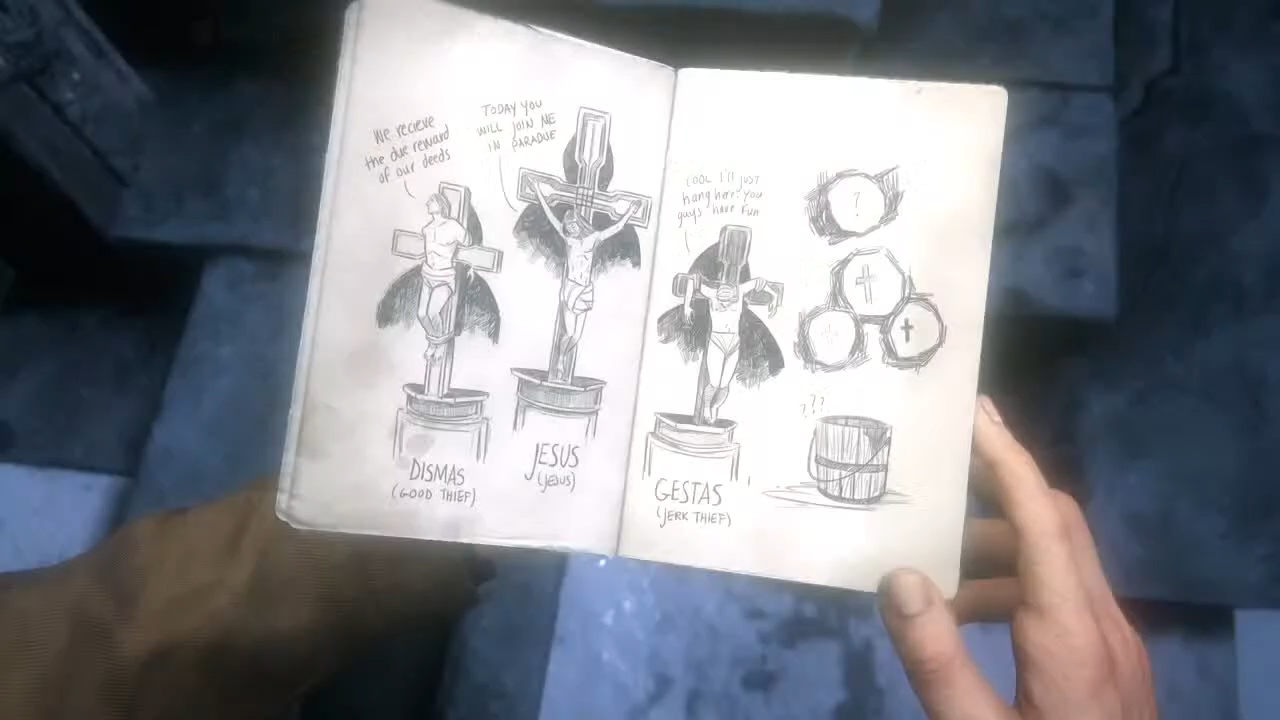 We recieve
the due reward
of our deeds
TODAY YOU
WILL JOIN ME
IN PARADISE
DISMAS
(GOOD THIEF)
JESUS
(JESUS)
COOL I'll JUST
hang here. You
guys have fun
GESTAS
(JERK THIEF)
?
???